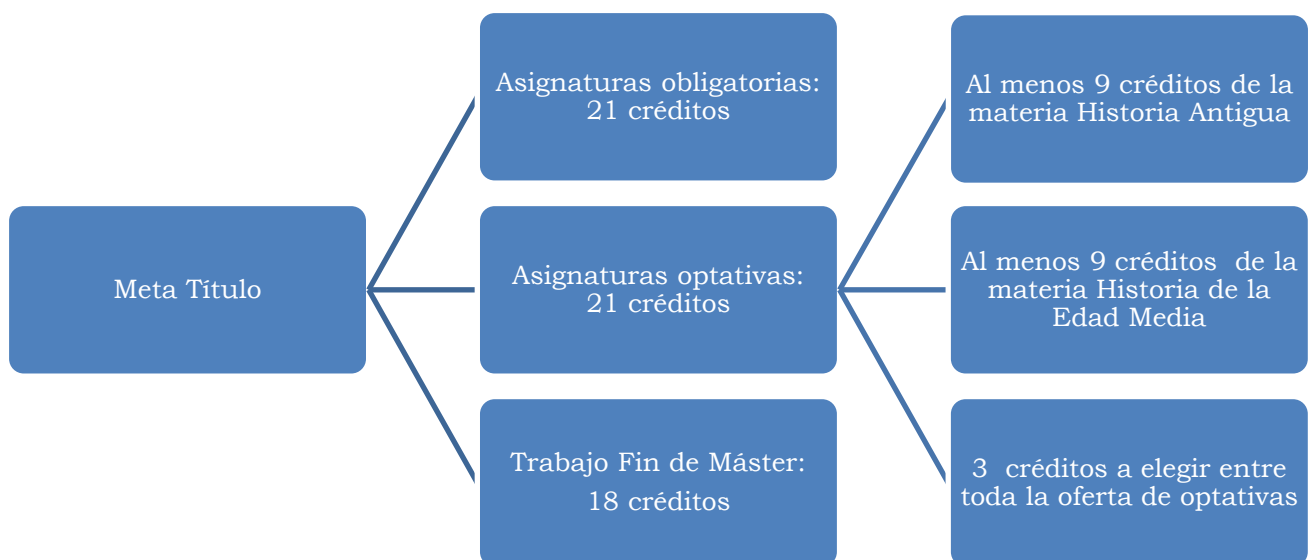 Meta Título
Asignaturas obligatorias:
21 créditos
Asignaturas optativas:
21 créditos
Trabajo Fin de Máster:
18 créditos
Al menos 9 créditos de la
materia Historia Antigua
Al menos 9 créditos de la
materia Historia de la
Edad Media
3 créditos a elegir entre
toda la oferta de optativas